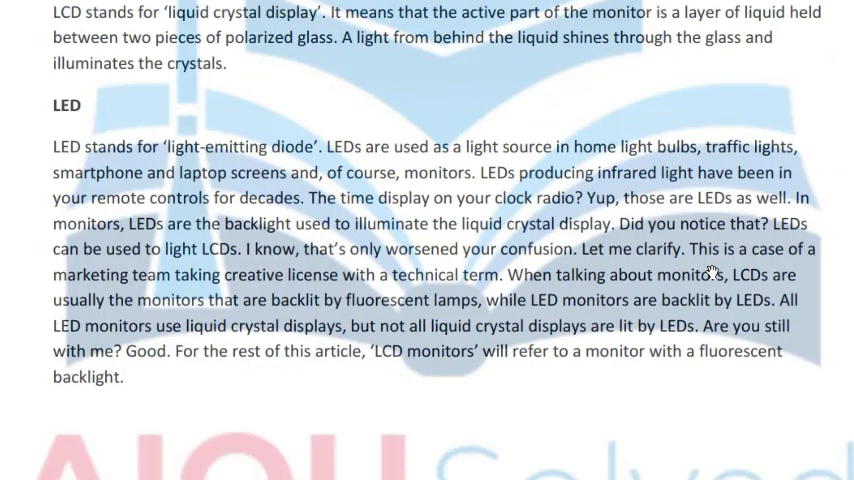 LCD stands for ‘liquid crystal display’. It means that the active part of the monitor is a layer of liquid held
between two pieces of polarized glass. A light from behind the liquid shines through the glass and
illuminates the crystals.
LED
LED stands for ‘light-emitting diode’. LEDs are used as a light source in home light bulbs, traffic lights,
smartphone and laptop screens and, of course, monitors. LEDs producing infrared light have been in
your remote controls for decades. The time display on your clock radio? Yup, those are LEDs as well. In
monitors, LEDs are the backlight used to illuminate the liquid crystal display. Did you notice that? LEDs
can be used to light LCDs. I know, that’s only worsened your confusion. Let me clarify. This is a case of a
marketing team taking creative license with a technical term. When talking about monitors, LCDs are
usually the monitors that are backlit by fluorescent lamps, while LED monitors are backlit by LEDs. All
LED monitors use liquid crystal displays, but not all liquid crystal displays are lit by LEDs. Are you still
with me? Good. For the rest of this article, ‘LCD monitors’ will refer to a monitor with a fluorescent
backlight.
AIOU Solved